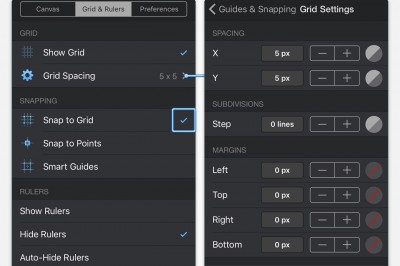 Canvas
Grid & Rulers
Preferences
GRID
Show Grid
Grid Spacing
5 x 5
SNAPPING
Snap to Grid
Snap to Points
Smart Guides
RULERS
Show Rulers
Hide Rulers
Auto-Hide Rulers
Guides & Snapping Grid Settings
SPACING
X 5 px
Y 5 px
SUBDIVISIONS
Step 0 lines
MARGINS
Left 0 px
Top 0 px
Right 0 px
Bottom 0 px